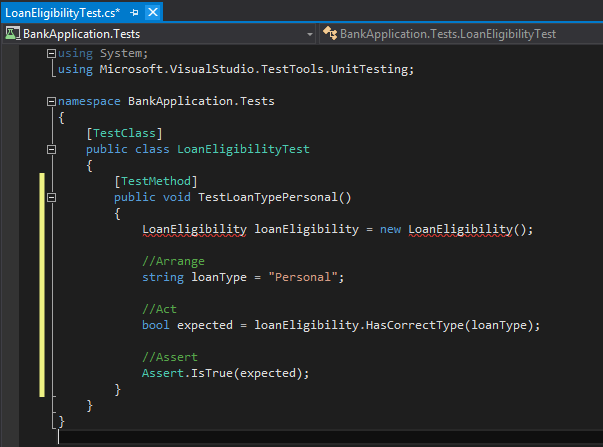 LoanEligibilityTest.cs*
BankApplication.Tests BankApplication.Tests.LoanEligibilityTest
using System;
using Microsoft.VisualStudio.TestTools.UnitTesting;
namespace BankApplication.Tests
{
[TestClass]
public class LoanEligibilityTest
{
[TestMethod]
public void TestLoanTypePersonal()
{
LoanEligibility loanEligibility = new LoanEligibility();
//Arrange
string loanType = "Personal";
//Act
bool expected = loanEligibility.HasCorrectType(loanType);
//Assert
Assert.IsTrue(expected);
}
}
}